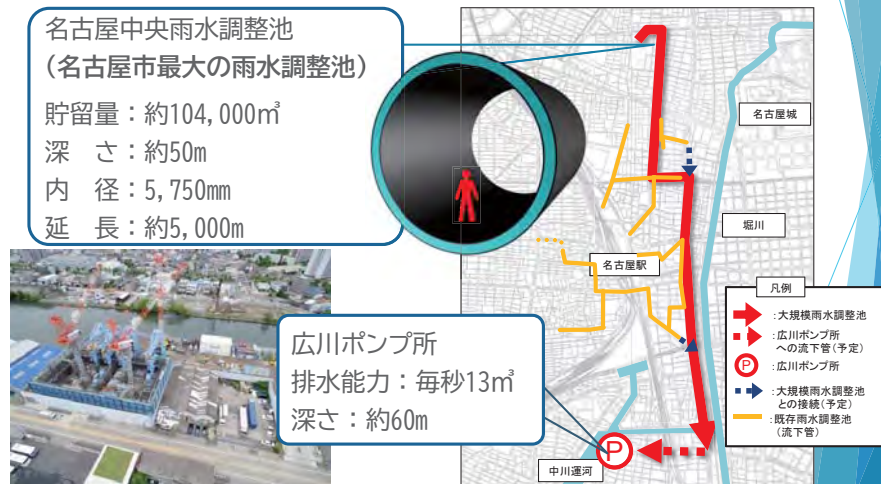 名古屋中央雨水調整池
(名古屋市最大の雨水調整池)
貯留量：約104,000㎥
深　さ：約50m
内　径：5,750mm
延　長：約5,000m
広川ポンプ所
排水能力：毎秒13㎥
深さ：約60m
名古屋城
堀川
名古屋駅
中川運河
P
凡例
：大規模雨水調整池
：広川ポンプ所
への流下管(予定)
P
：広川ポンプ所
：大規模雨水調整池
との接続(予定)
：既存雨水調整池
(流下管)